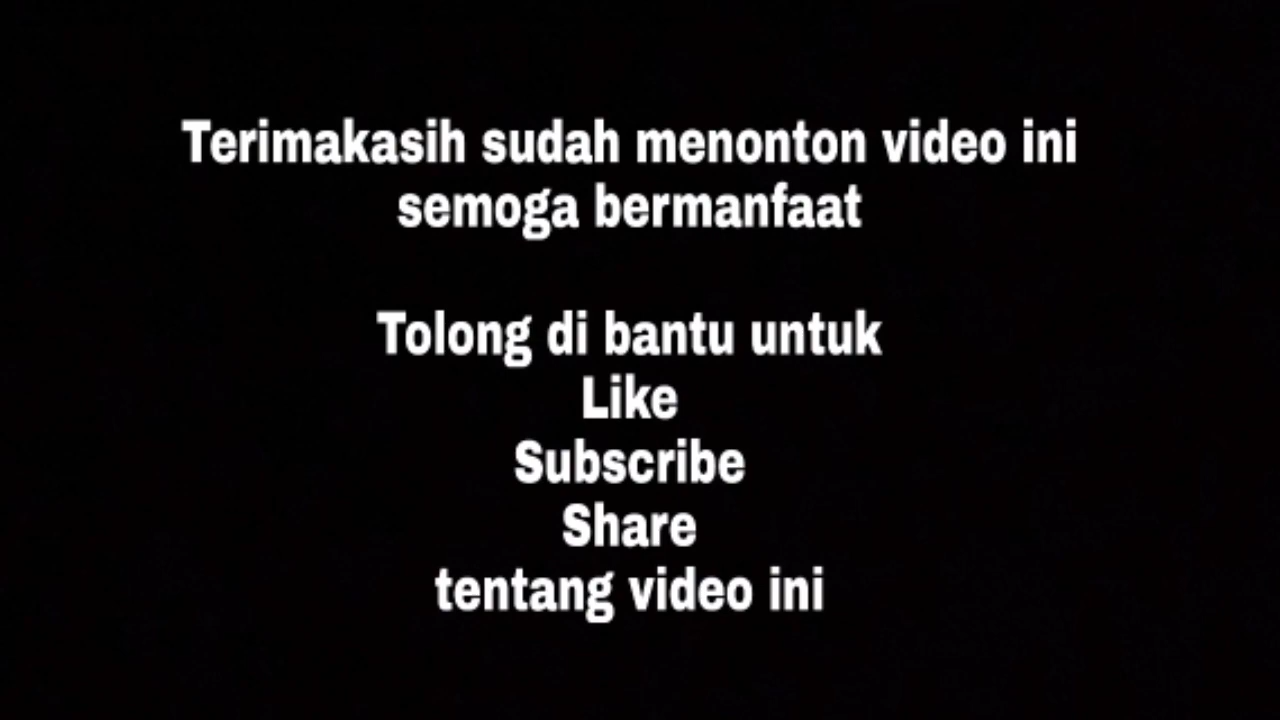 Terimakasih sudah menonton video ini
semoga bermanfaat
Tolong di bantu untuk
Like
Subscribe
Share
tentang video ini